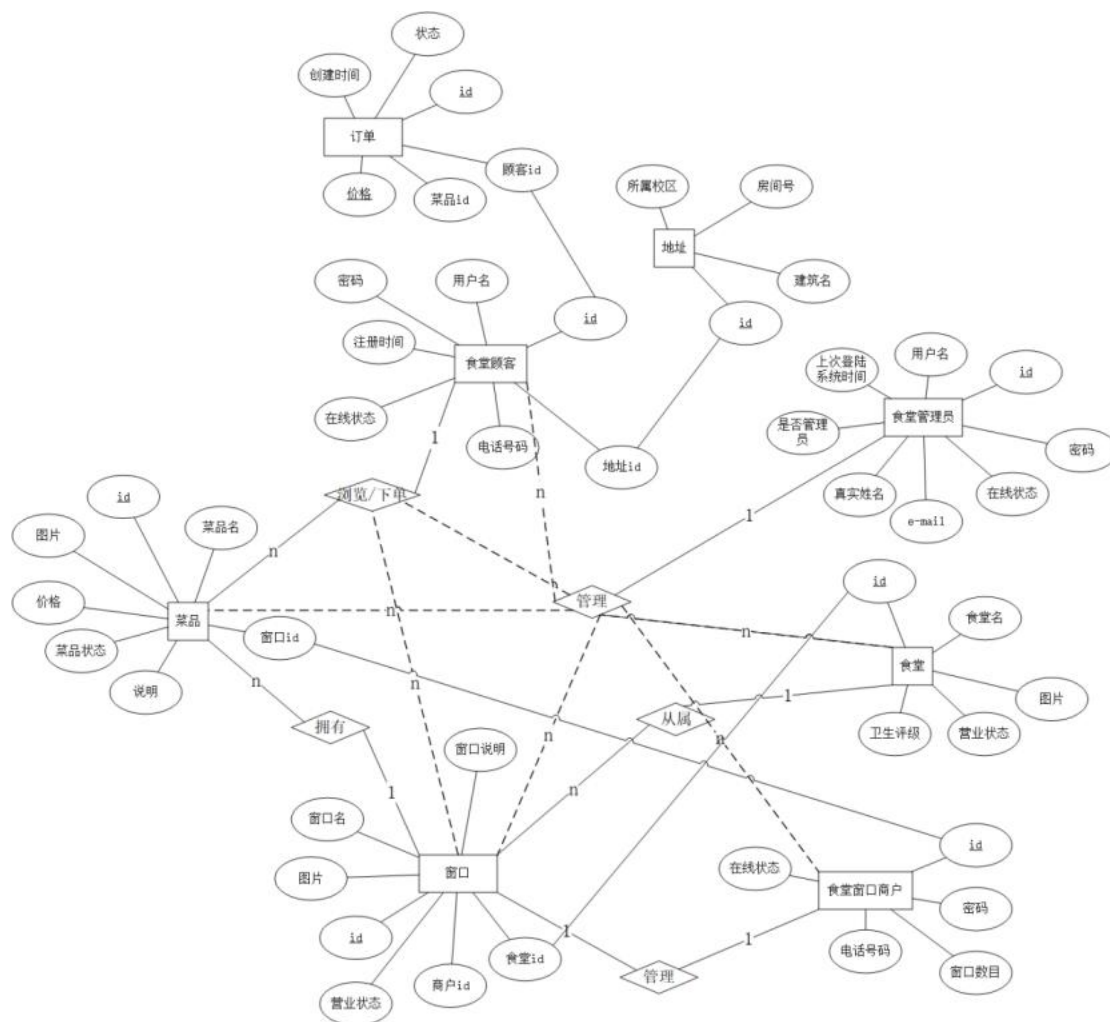 状态
创建时间
id
订单
顾客id
价格
菜品id
所属校区
房间号
地址
建筑名
id
密码
用户名
id
注册时间
食堂顾客
在线状态
电话号码
地址id
上次登陆
系统时间
用户名
id
食堂管理员
是否管理
员
密码
真实姓名
在线状态
e-mail
1
浏览/下单
n
1
id
图片
菜品名
n
价格
菜品
n
管理
id
菜品状态
窗口id
n
食堂名
说明
n
食堂
图片
n
从属
1
卫生评级
营业状态
拥有
n
n
窗口说明
1
n
窗口名
窗口
图片
id
在线状态
食堂窗口商户
密码
id
食堂id
1
1
电话号码
营业状态
商户id
管理
窗口数目